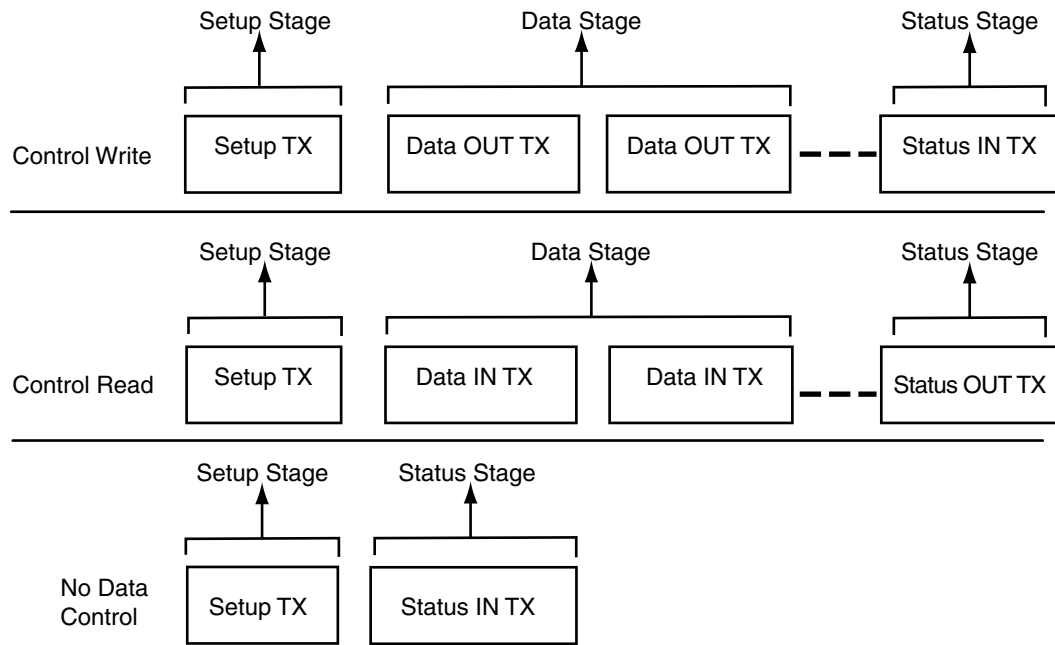 Setup Stage Data Stage Status Stage
Control Write Setup TX Data OUT TX Data OUT TX Status IN TX
Setup Stage Data Stage Status Stage
Control Read Setup TX Data IN TX Data IN TX Status OUT TX
Setup Stage Status Stage
No Data
Control
Setup TX Status IN TX